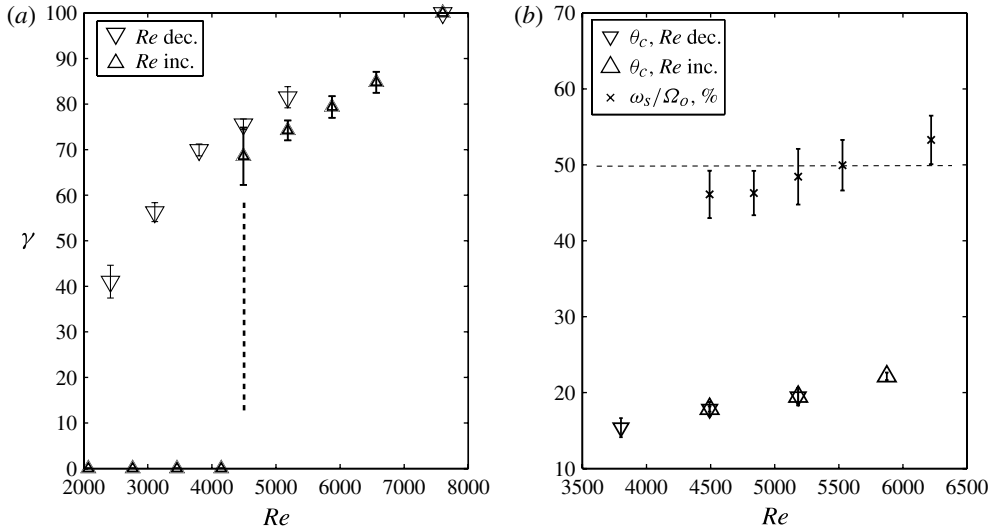 (a)
100
90
80
70
60
50
40
30
20
10
0
γ
Re dec.
Re inc.
2000 3000 4000 5000 6000 7000 8000
Re
(b)
70
60
50
40
30
20
10
θc, Re dec.
θc, Re inc.
ωs/Ωo, %
3500 4000 4500 5000 5500 6000 6500
Re